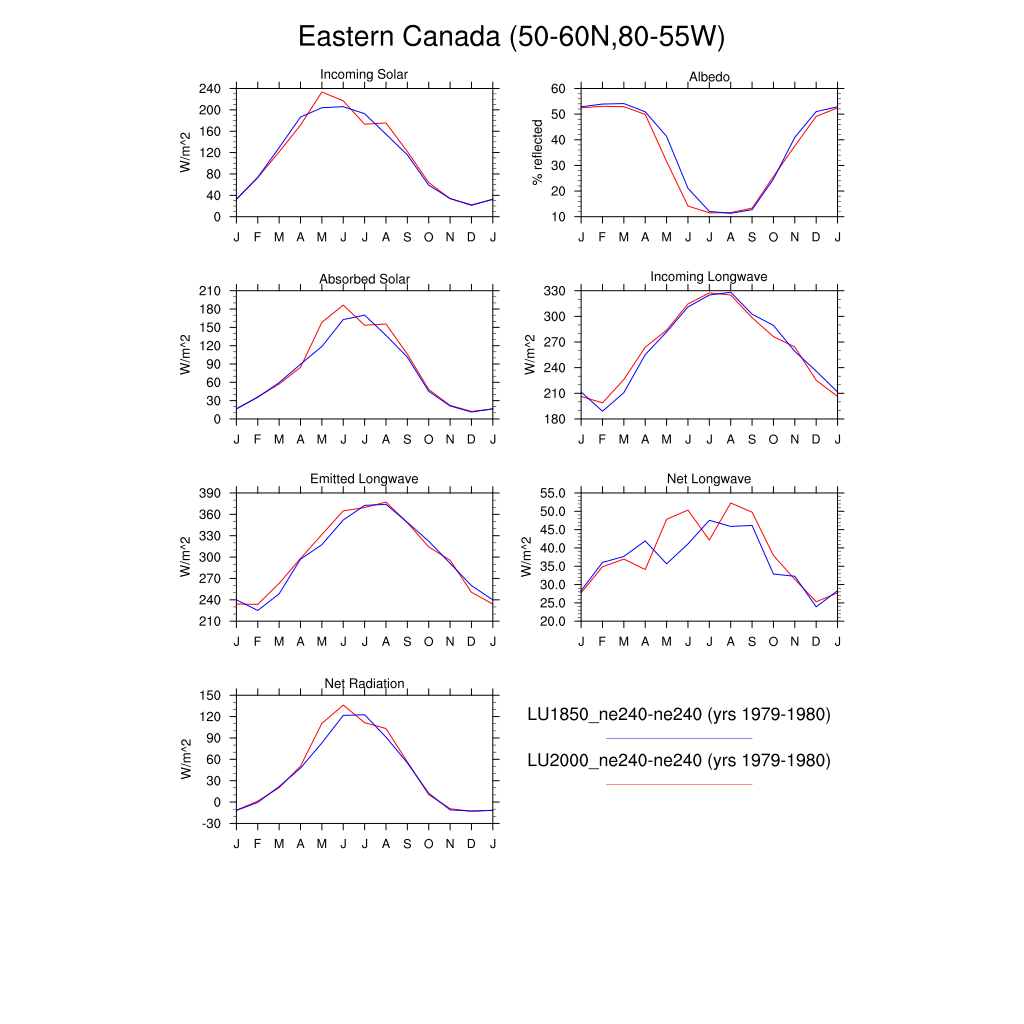 Eastern Canada (50-60N,80-55W)
Incoming Solar
W/m^2
240
200
160
120
80
40
0
J F M A M J J A S O N D J
Albedo
% reflected
60
50
40
30
20
10
J F M A M J J A S O N D J
Absorbed Solar
W/m^2
210
180
150
120
90
60
30
0
J F M A M J J A S O N D J
Incoming Longwave
W/m^2
330
300
270
240
210
180
J F M A M J J A S O N D J
Emitted Longwave
W/m^2
390
360
330
300
270
240
210
J F M A M J J A S O N D J
Net Longwave
W/m^2
55.0
50.0
45.0
40.0
35.0
30.0
25.0
20.0
J F M A M J J A S O N D J
Net Radiation
W/m^2
150
120
90
60
30
0
-30
J F M A M J J A S O N D J
LU1850_ne240-ne240 (yrs 1979-1980)
LU2000_ne240-ne240 (yrs 1979-1980)